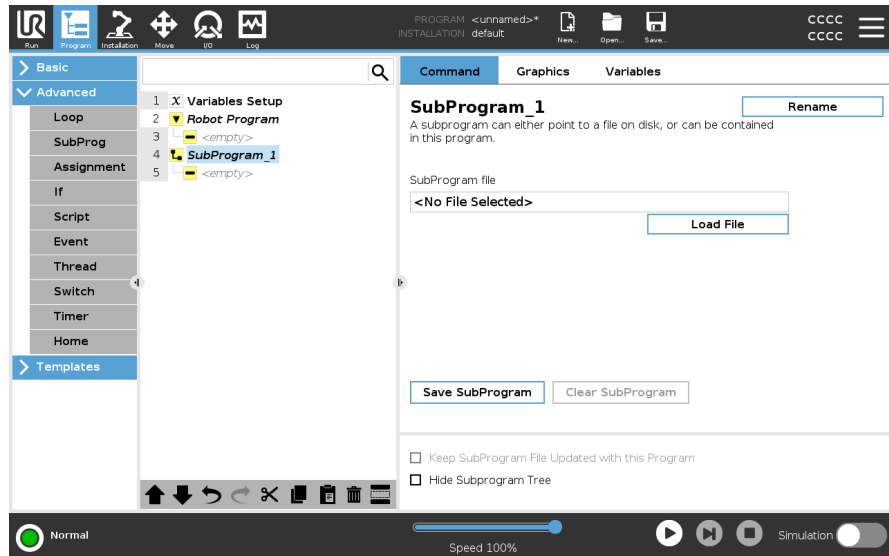 PROGRAM <unnamed>*
INSTALLATION default
CCCC
CCCC
UR
Run
Program
Installation
Move
I/O
Log
New...
Open...
Save...
Basic
Advanced
Loop
SubProg
Assignment
If
Script
Event
Thread
Switch
Timer
Home
Templates
1 X Variables Setup
2 Robot Program
3 <empty>
4 SubProgram_1
5 <empty>
Command Graphics Variables
SubProgram_1
Rename
A subprogram can either point to a file on disk, or can be contained
in this program.
SubProgram file
<No File Selected>
Load File
Save SubProgram
Clear SubProgram
Keep SubProgram File Updated with this Program
Hide Subprogram Tree
Normal
Speed 100%
Simulation